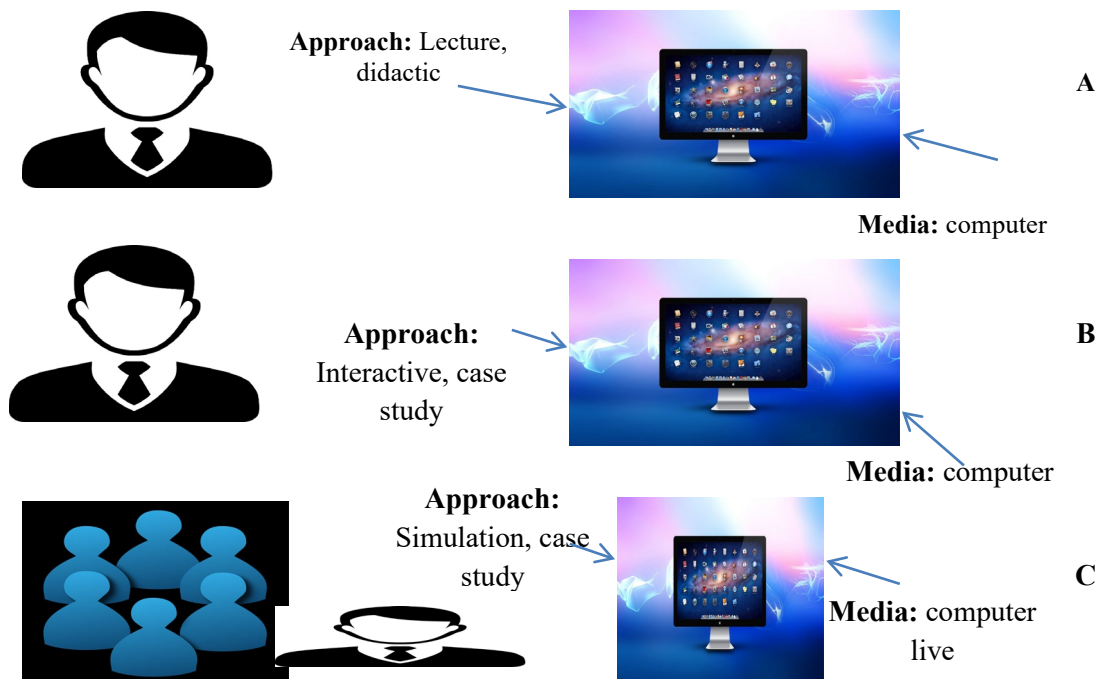 Approach: Lecture,
didactic
A
Media: computer
Approach:
Interactive, case
study
B
Media: computer
Approach:
Simulation, case
study
C
Media: computer
live